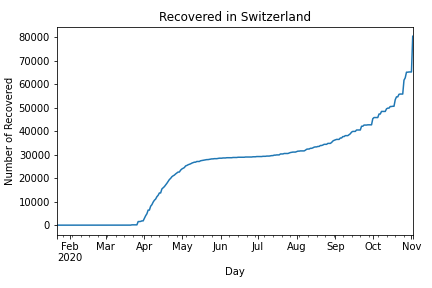 Recovered in Switzerland
Number of Recovered
80000
70000
60000
50000
40000
30000
20000
10000
0
Feb Mar Apr May Jun Jul Aug Sep Oct Nov
2020
Day